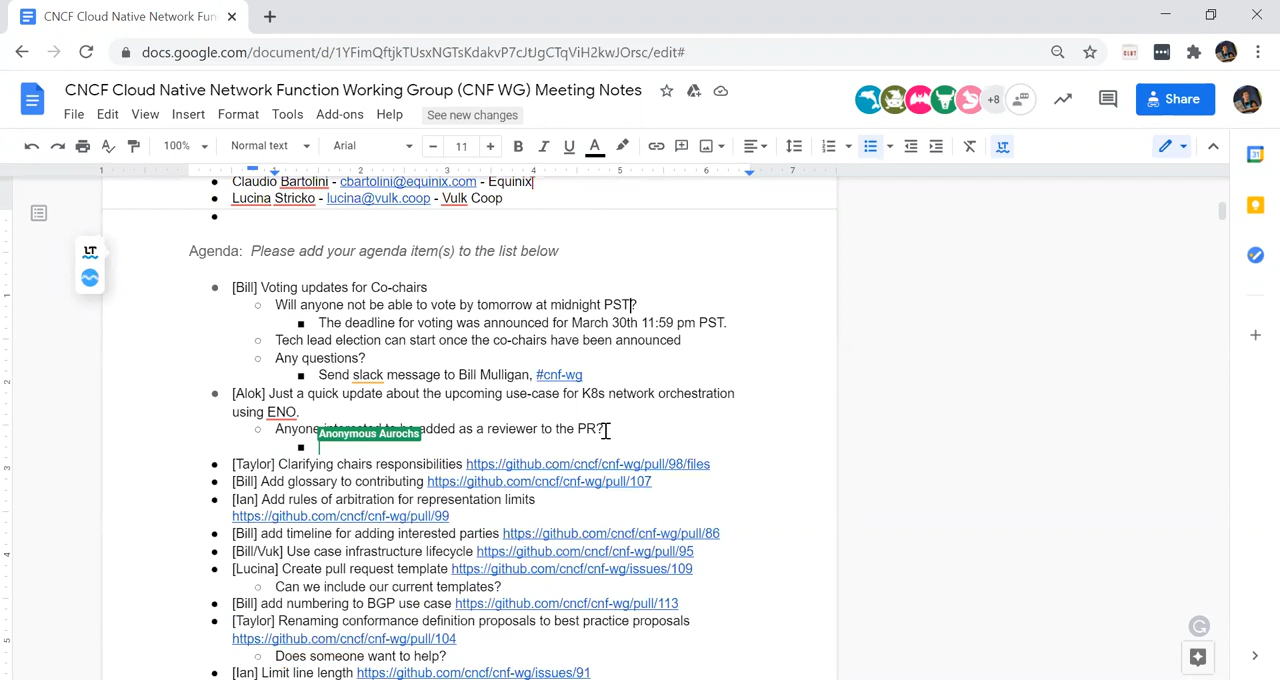 CNCF Cloud Native Network Fun
docs.google.com/document/d/1YFimQftjkTUsxNGTsKdakvP7cJtJgCTqViH2kwJOrsc/edit#
CNCF Cloud Native Network Function Working Group (CNF WG) Meeting Notes
+8
Share
File Edit View Insert Format Tools Add-ons Help See new changes
100% Normal text Arial 11 B I U A
1 1 2 3 4 5 6 7
Claudio Bartolini - cbartolini@equinix.com - Equinix
Lucina Stricko - lucina@vulk.coop - Vulk Coop
LT
Agenda: Please add your agenda item(s) to the list below
[Bill] Voting updates for Co-chairs
Will anyone not be able to vote by tomorrow at midnight PST?
The deadline for voting was announced for March 30th 11:59 pm PST.
Tech lead election can start once the co-chairs have been announced
Any questions?
Send slack message to Bill Mulligan, #cnf-wg
[Alok] Just a quick update about the upcoming use-case for K8s network orchestration
using ENO.
Anyone interested to be added as a reviewer to the PR?
Anonymous Aurochs
[Taylor] Clarifying chairs responsibilities https://github.com/cncf/cnf-wg/pull/98/files
[Bill] Add glossary to contributing https://github.com/cncf/cnf-wg/pull/107
[Ian] Add rules of arbitration for representation limits
https://github.com/cncf/cnf-wg/pull/99
[Bill] add timeline for adding interested parties https://github.com/cncf/cnf-wg/pull/86
[Bill/Vuk] Use case infrastructure lifecycle https://github.com/cncf/cnf-wg/pull/95
[Lucina] Create pull request template https://github.com/cncf/cnf-wg/issues/109
Can we include our current templates?
[Bill] add numbering to BGP use case https://github.com/cncf/cnf-wg/pull/113
[Taylor] Renaming conformance definition proposals to best practice proposals
https://github.com/cncf/cnf-wg/pull/104
Does someone want to help?
[Ian] Limit line length https://github.com/cncf/cnf-wg/issues/91